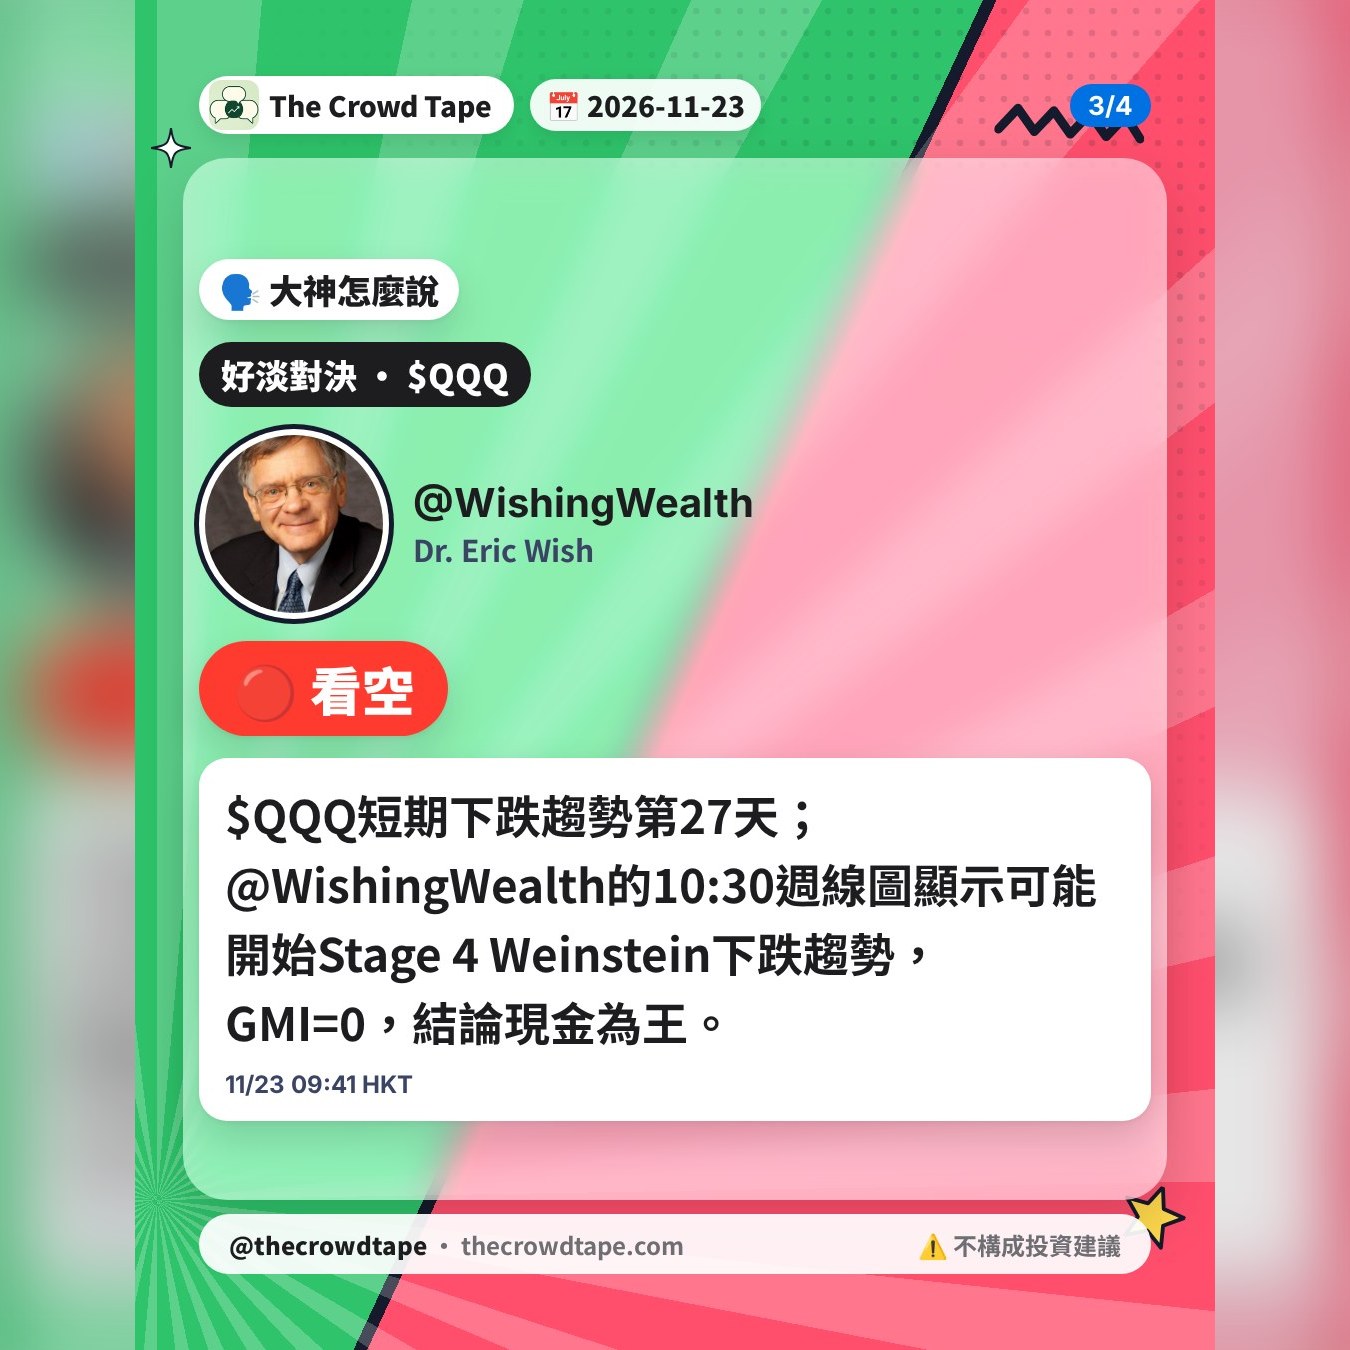 The Crowd Tape
July
17
2026-11-23
3/4
大神怎麼說
好淡對決 · $QQQ
@WishingWealth
Dr. Eric Wish
看空
$QQQ短期下跌趨勢第27天；
@WishingWealth的10:30週線圖顯示可能
開始Stage 4 Weinstein下跌趨勢，
GMI=0，結論現金為王。
11/23 09:41 HKT
@thecrowdtape · thecrowdtape.com
不構成投資建議